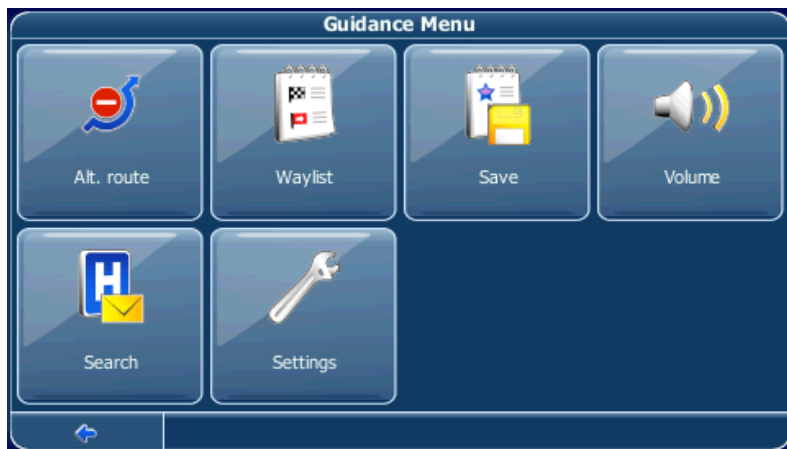 Guidance Menu
Alt. route
Waylist
Save
Volume
H
Search
Settings